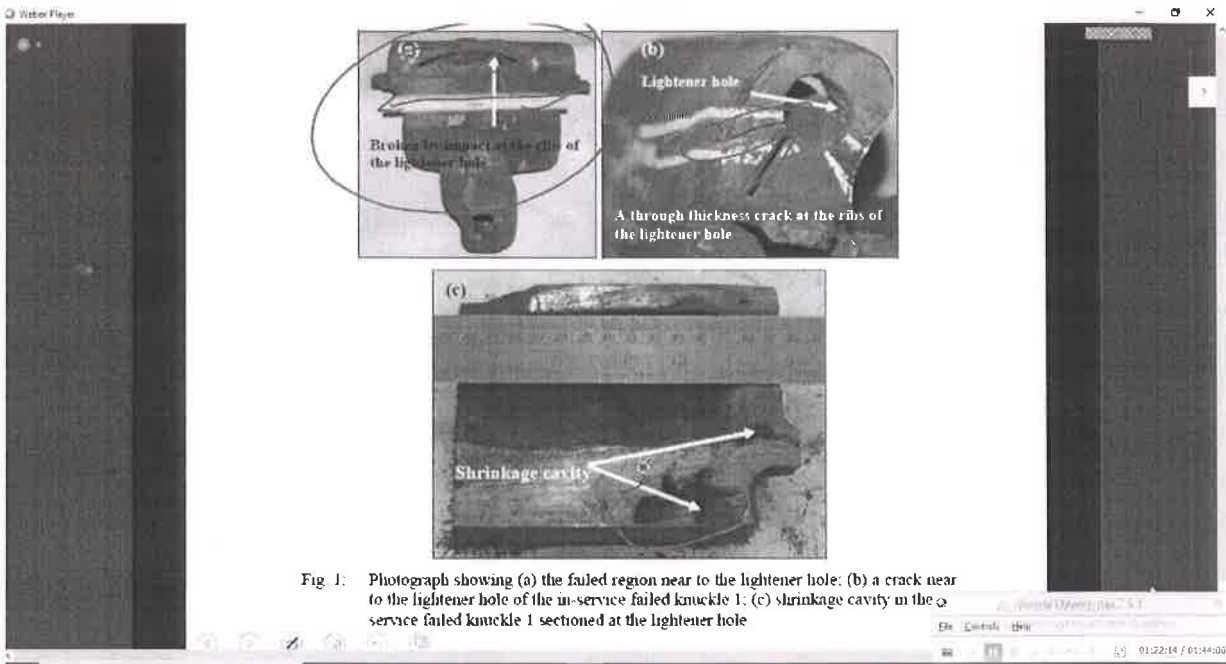 Weber Player
(a)
Broken by impact at the ribs of
the lightener hole
(b)
Lightener hole
A through thickness crack at the ribs of
the lightener hole
(c)
Shrinkage cavity
Fig. 1: Photograph showing (a) the failed region near to the lightener hole; (b) a crack near
to the lightener hole of the in-service failed knuckle 1; (c) shrinkage cavity in the
service failed knuckle 1 sectioned at the lightener hole
File Controls Help
01:22:14 / 01:44:00